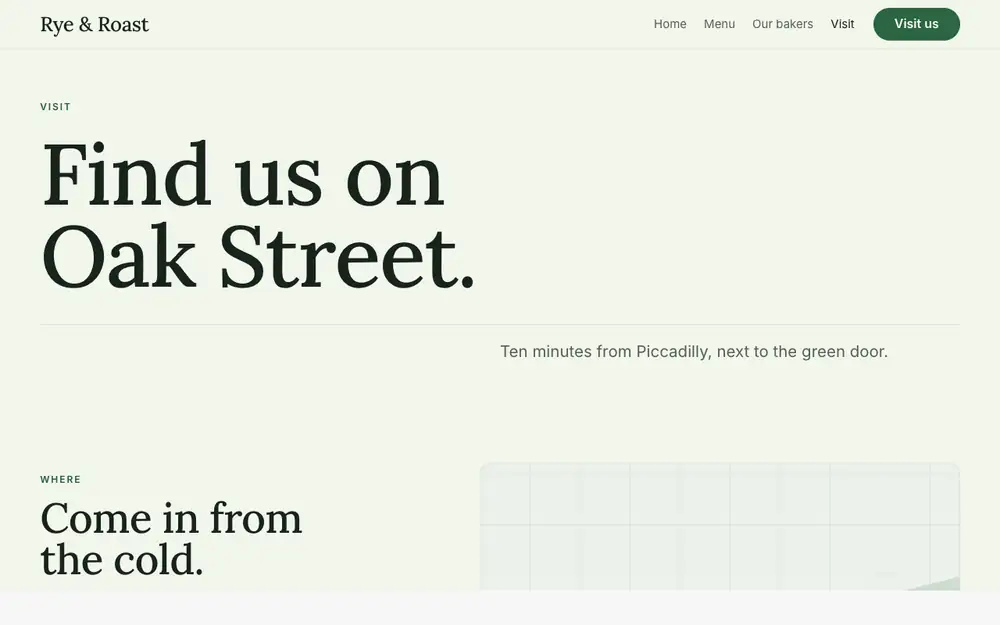 Rye & Roast
Home Menu Our bakers Visit Visit us
VISIT
Find us on
Oak Street.
Ten minutes from Piccadilly, next to the green door.
WHERE
Come in from
the cold.